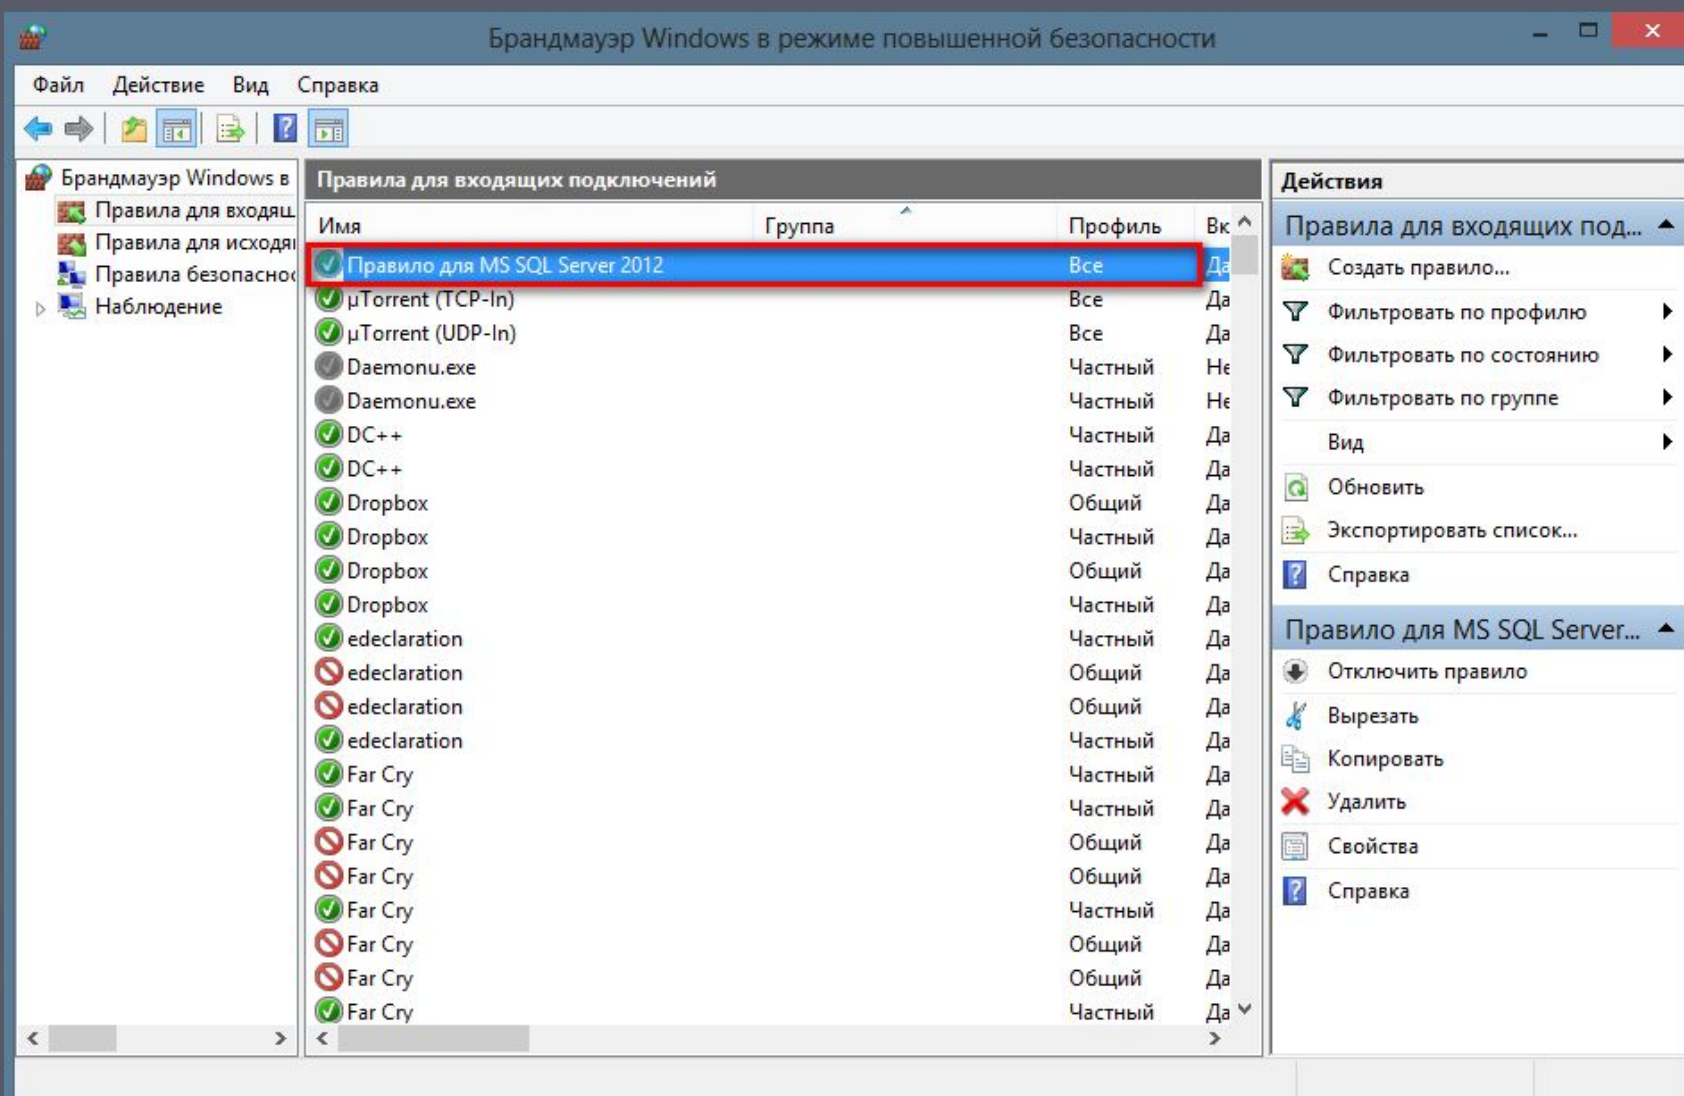 Брандмауэр Windows в режиме повышенной безопасности
Файл Действие Вид Справка
Брандмауэр Windows в
Правила для входящ
Правила для исходя
Правила безопаснос
Наблюдение
Правила для входящих подключений
Имя Группа Профиль Вк
Правило для MS SQL Server 2012 Все Да
µTorrent (TCP-In) Все Да
µTorrent (UDP-In) Все Да
Daemonu.exe Частный Не
Daemonu.exe Частный Не
DC++ Частный Да
DC++ Частный Да
Dropbox Общий Да
Dropbox Частный Да
Dropbox Общий Да
Dropbox Частный Да
edeclaration Частный Да
edeclaration Общий Да
edeclaration Общий Да
edeclaration Частный Да
Far Cry Частный Да
Far Cry Частный Да
Far Cry Общий Да
Far Cry Общий Да
Far Cry Частный Да
Far Cry Общий Да
Far Cry Общий Да
Far Cry Частный Да
Действия
Правила для входящих под...
Создать правило...
Фильтровать по профилю
Фильтровать по состоянию
Фильтровать по группе
Вид
Обновить
Экспортировать список...
Справка
Правило для MS SQL Server...
Отключить правило
Вырезать
Копировать
Удалить
Свойства
Справка